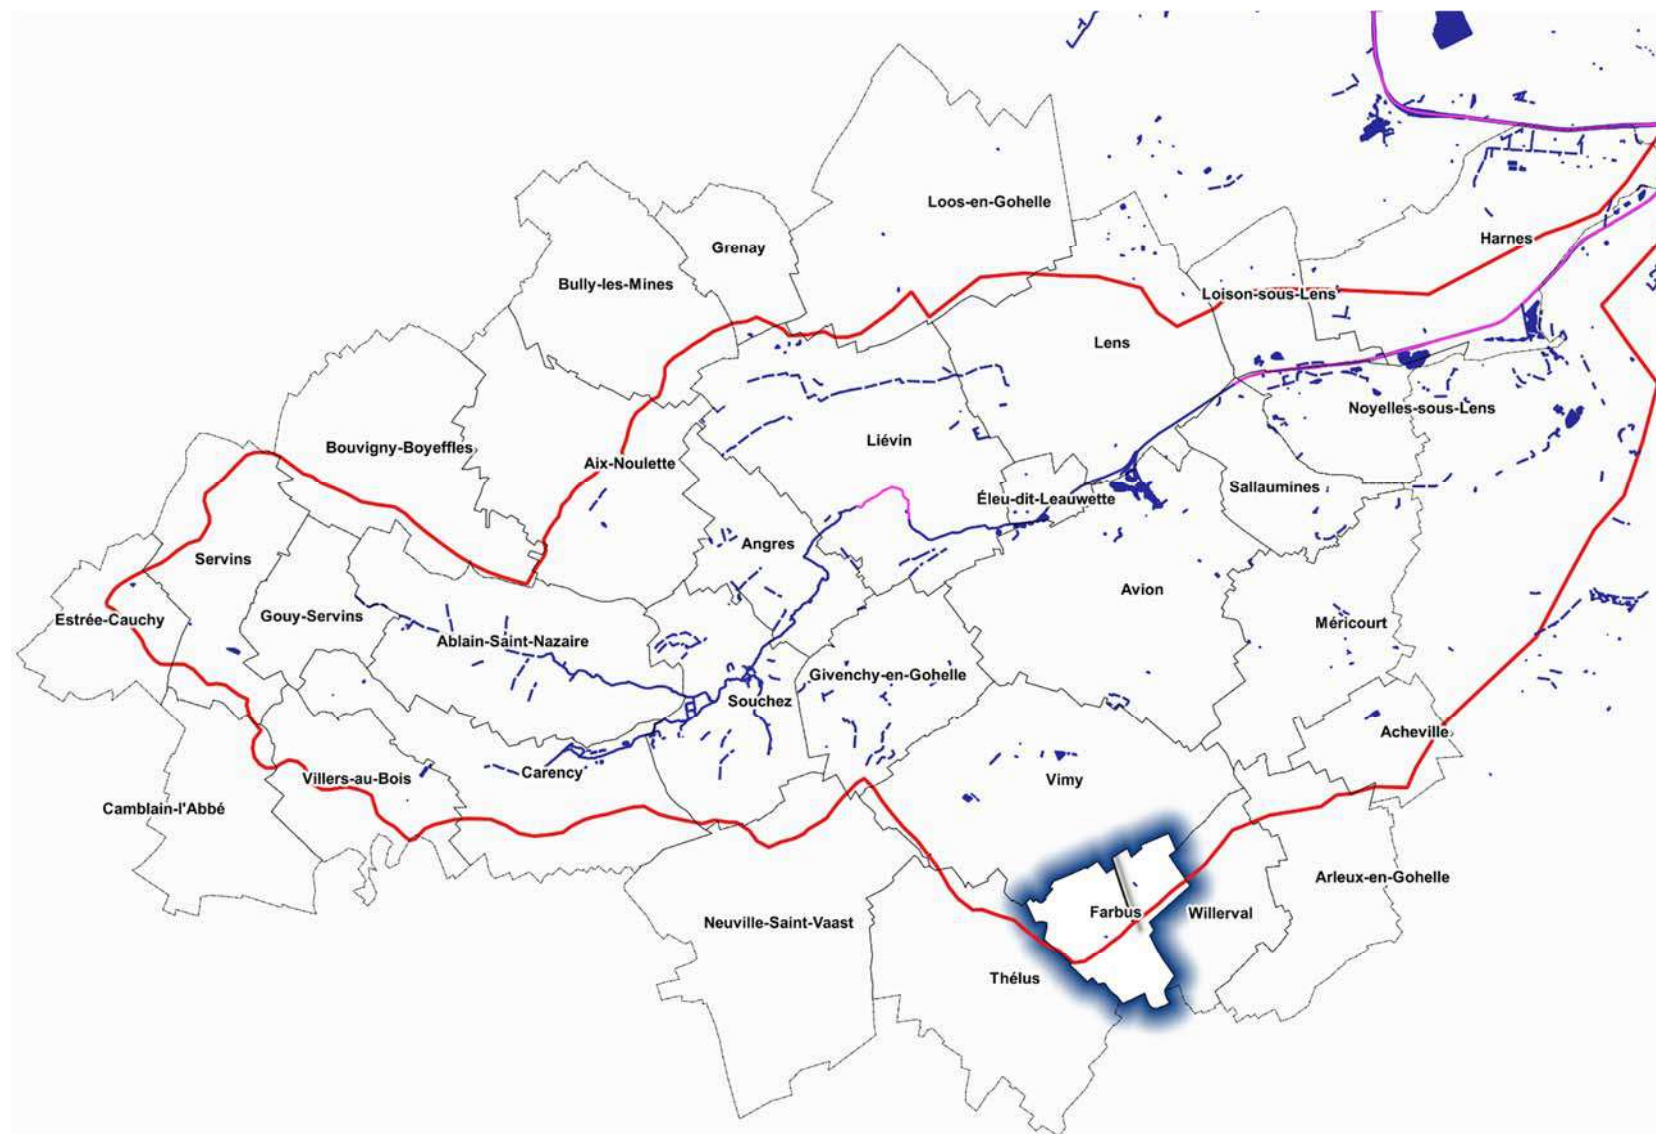 Loos-en-Gohelle
Grenay
Harnes
Bully-les-Mines
Loison-sous-Lens
Lens
Noyelles-sous-Lens
Liévin
Bouvigny-Boyeffles
Aix-Noulette
Sallaumines
Éleu-dit-Leauwette
Angres
Servins
Avion
Gouy-Servins
Estrée-Cauchy
Méricourt
Ablain-Saint-Nazaire
Givenchy-en-Gohelle
Souchez
Acheville
Carency
Villers-au-Bois
Vimy
Camblain-l'Abbé
Arleux-en-Gohelle
Farbus
Willerval
Neuville-Saint-Vaast
Thélus